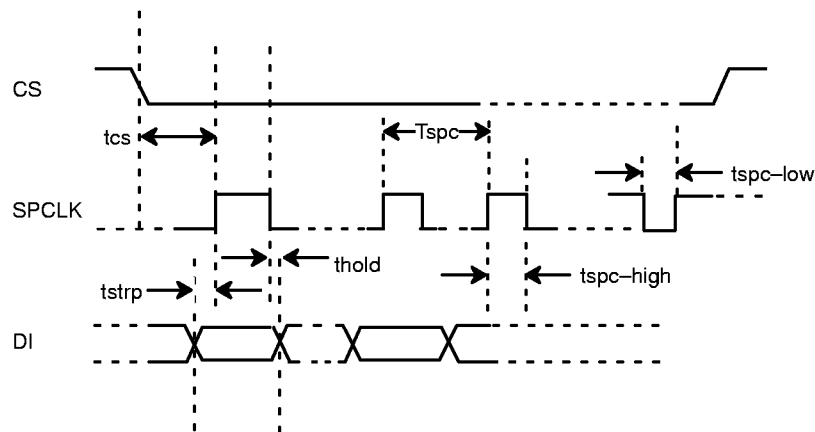 CS
tcs
Tspc
tspc–low
SPCLK
thold
tspc–high
tstrp
DI